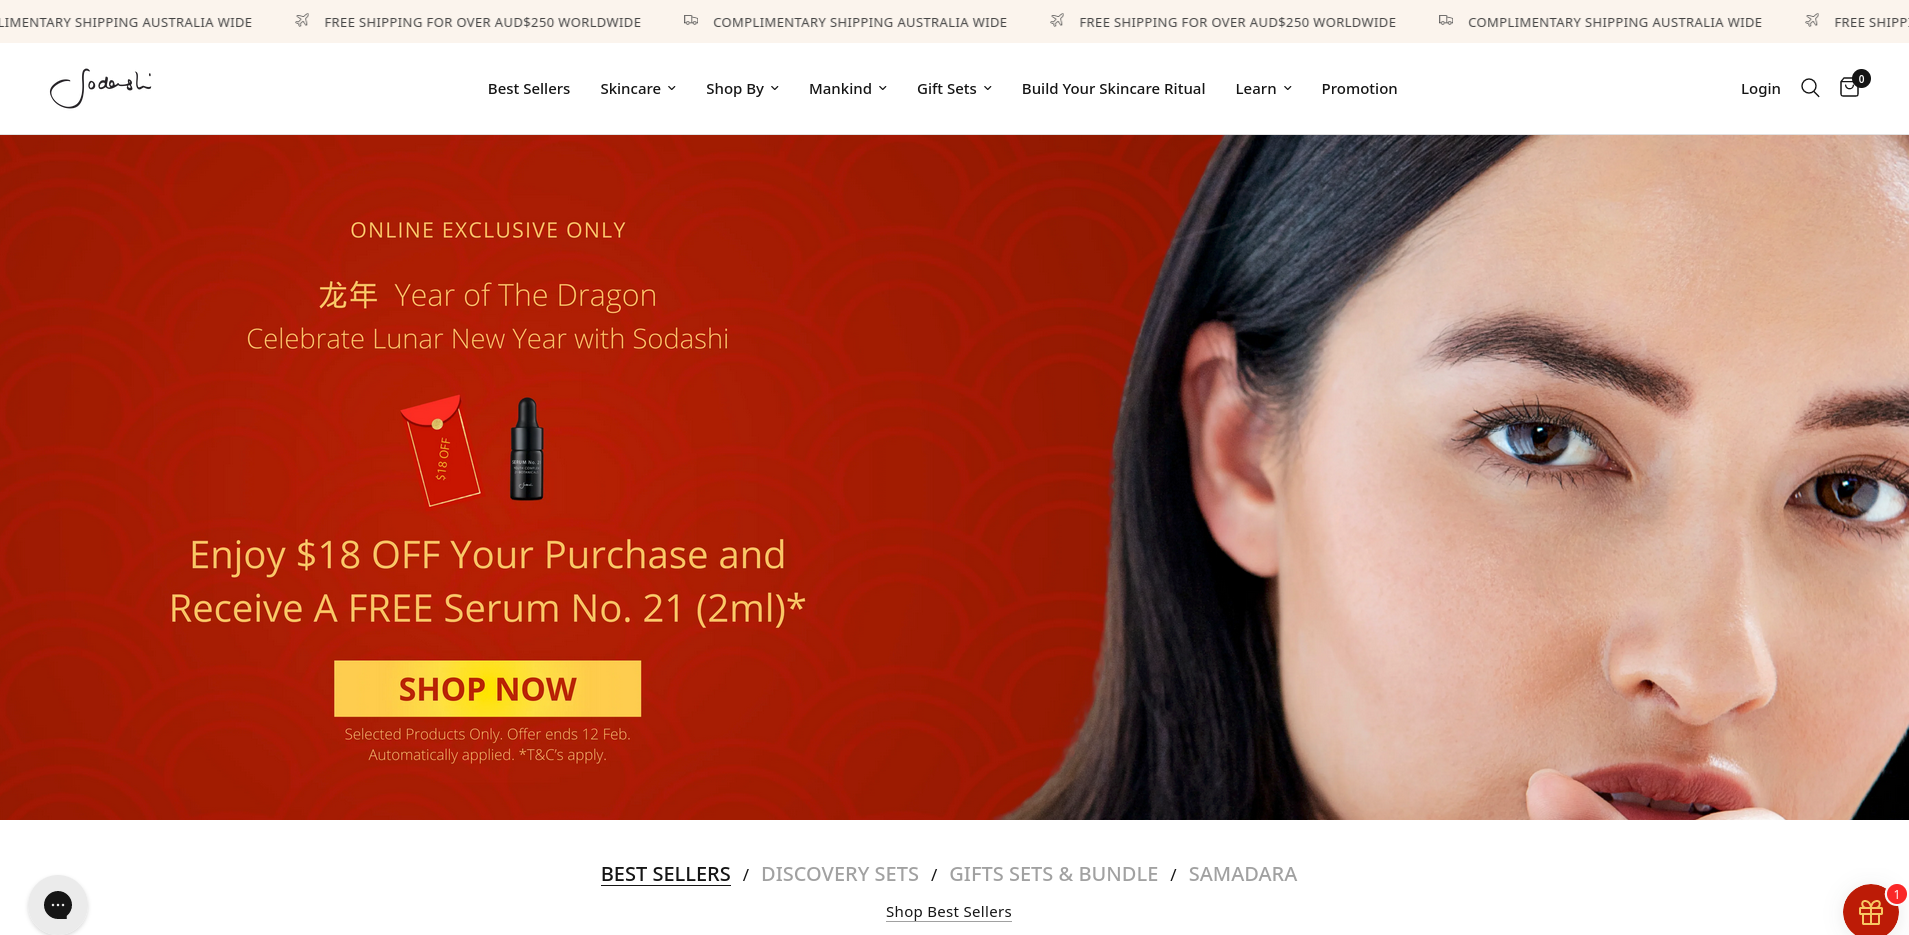 COMPLIMENTARY SHIPPING AUSTRALIA WIDE FREE SHIPPING FOR OVER AUD$250 WORLDWIDE COMPLIMENTARY SHIPPING AUSTRALIA WIDE FREE SHIPPING FOR OVER AUD$250 WORLDWIDE COMPLIMENTARY SHIPPING AUSTRALIA WIDE
Sodashi
Best Sellers Skincare Shop By Mankind Gift Sets Build Your Skincare Ritual Learn Promotion Login 0
ONLINE EXCLUSIVE ONLY
龙年 Year of The Dragon
Celebrate Lunar New Year with Sodashi
$18 OFF
SERUM No. 21
Enjoy $18 OFF Your Purchase and
Receive A FREE Serum No. 21 (2ml)*
SHOP NOW
Selected Products Only. Offer ends 12 Feb.
Automatically applied. *T&C's apply.
BEST SELLERS / DISCOVERY SETS / GIFTS SETS & BUNDLE / SAMADARA
Shop Best Sellers
1